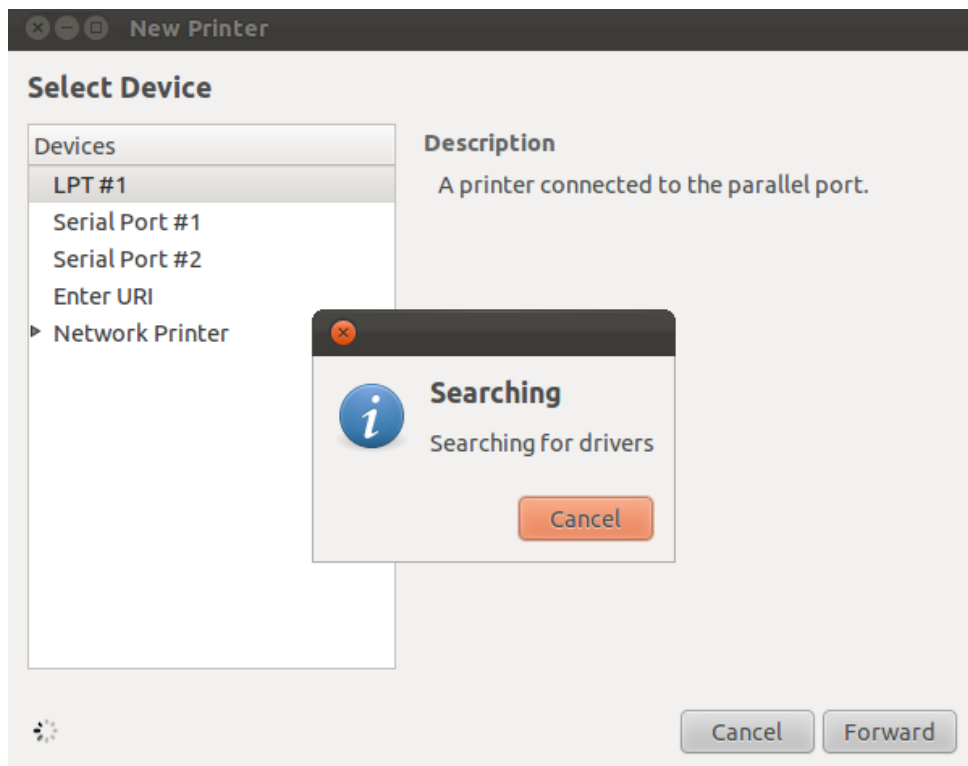 New Printer
Select Device
Devices
LPT #1
Serial Port #1
Serial Port #2
Enter URI
Network Printer
Description
A printer connected to the parallel port.
Searching
Searching for drivers
Cancel
Cancel
Forward